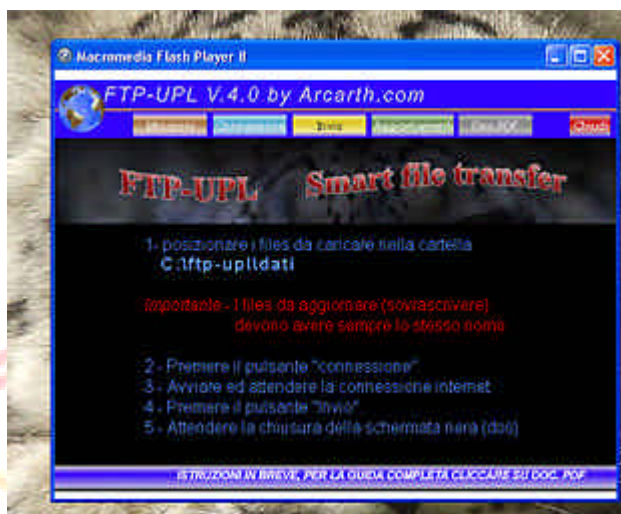 Macromedia Flash Player 8
FTP-UPL V.4.0 by Arcarth.com
Invio Doc. PDF Chiudi
FTP-UPL Smart file transfer
1- posizionare i files da caricare nella cartella
C:\ftp-upl\dati
Importante - I files da aggiornare (sovrascrivere)
devono avere sempre lo stesso nome
2 - Premere il pulsante "connessione"
3 - Avviare ed attendere la connessione internet
4 - Premere il pulsante "Invio"
5 - Attendere la chiusura della schermata nera (dos)
ISTRUZIONI IN BREVE, PER LA GUIDA COMPLETA CLICCARE SU DOC. PDF